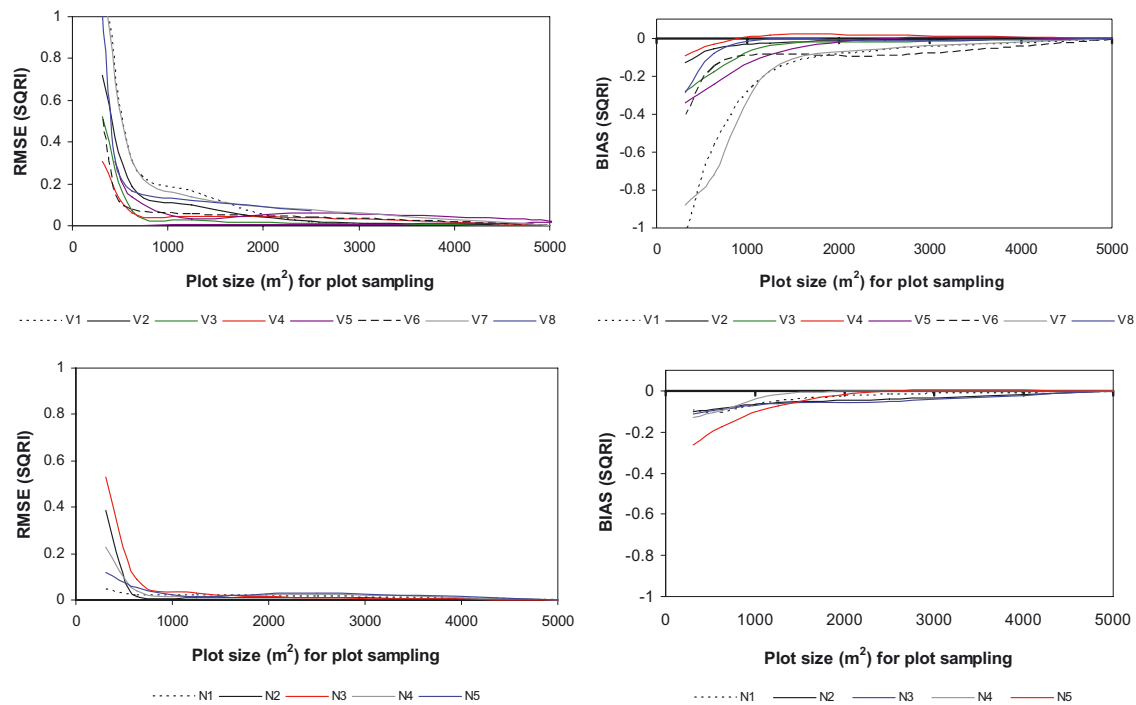 RMSE (SQRI)
1
0.8
0.6
0.4
0.2
0
0 1000 2000 3000 4000 5000
Plot size (m²) for plot sampling
V1 V2 V3 V4 V5 V6 V7 V8
BIAS (SQRI)
0
-0.2
-0.4
-0.6
-0.8
-1
0 1000 2000 3000 4000 5000
Plot size (m²) for plot sampling
V1 V2 V3 V4 V5 V6 V7 V8
RMSE (SQRI)
1
0.8
0.6
0.4
0.2
0
0 1000 2000 3000 4000 5000
Plot size (m²) for plot sampling
N1 N2 N3 N4 N5
BIAS (SQRI)
0
-0.2
-0.4
-0.6
-0.8
-1
0 1000 2000 3000 4000 5000
Plot size (m²) for plot sampling
N1 N2 N3 N4 N5